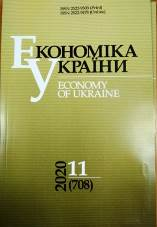 ЕКОНОМІКА
УКРАЇНИ
ECONOMY
OF UKRAINE
2020
11
(708)